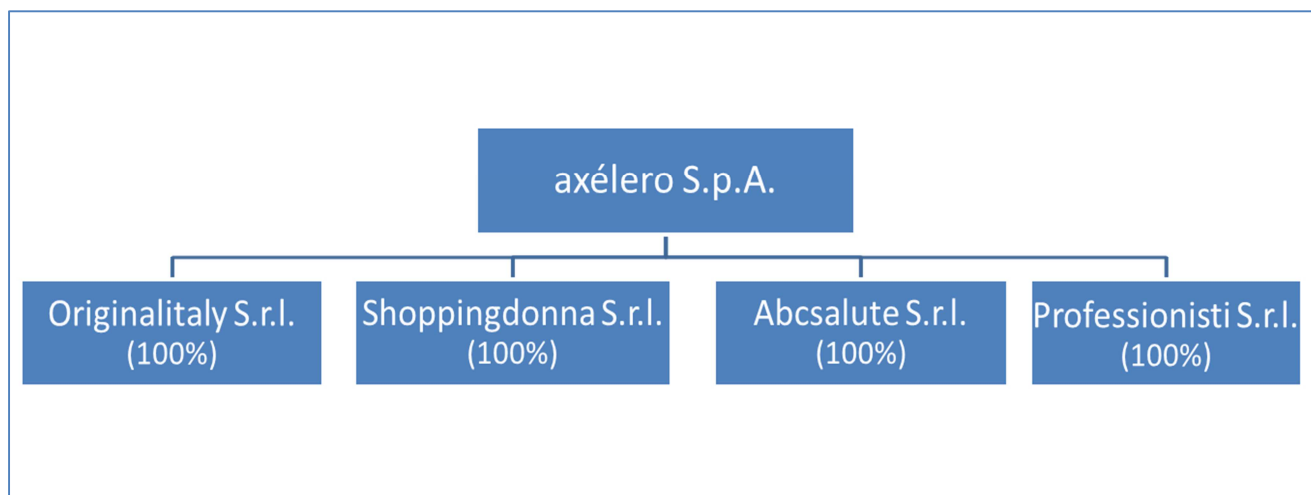 axélero S.p.A.
Originalitaly S.r.l.
(100%)
Shoppingdonna S.r.l.
(100%)
Abcsalute S.r.l.
(100%)
Professionisti S.r.l.
(100%)